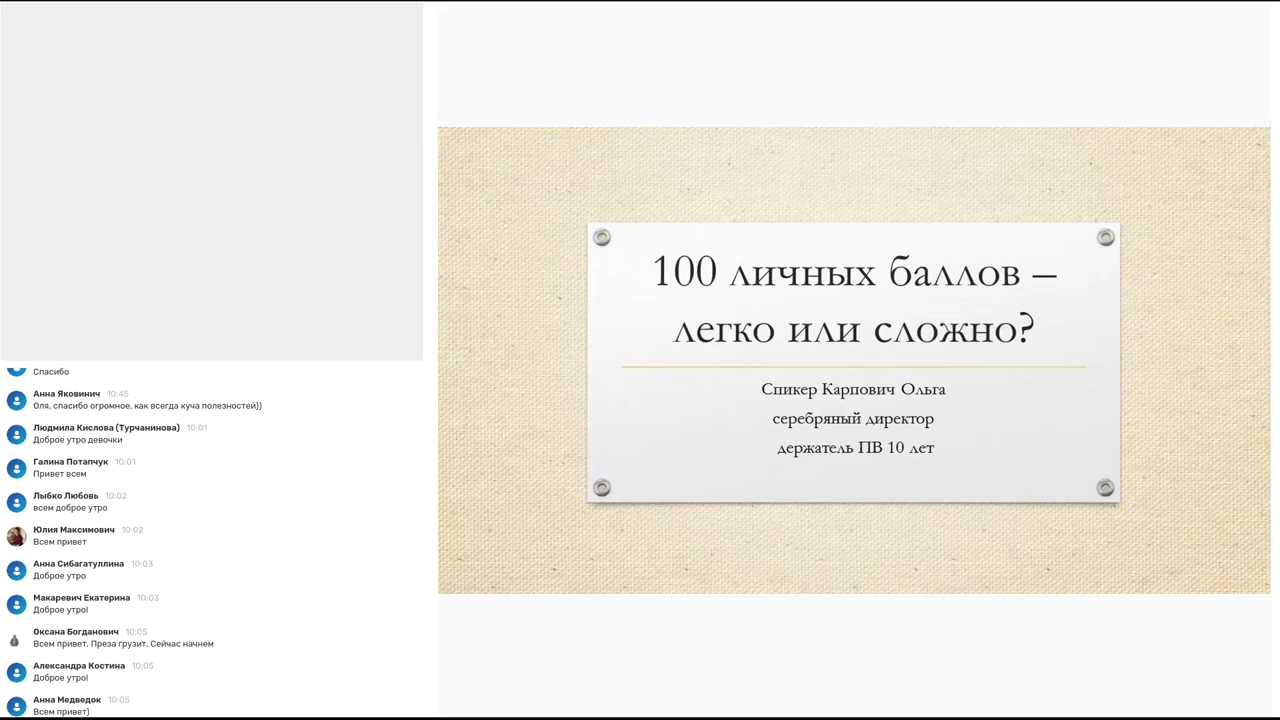 Спасибо
Анна Яковинич 10:45
Оля, спасибо огромное, как всегда куча полезностей))
Людмила Кислова (Турчанинова) 10:01
Доброе утро девочки
Галина Потапчук 10:01
Привет всем
Лыбко Любовь 10:02
всем доброе утро
Юлия Максимович 10:02
Всем привет
Анна Сибагатуллина 10:03
Доброе утро
Макаревич Екатерина 10:03
Доброе утро!
Оксана Богданович 10:05
Всем привет. Преза грузит. Сейчас начнем
Александра Костина 10:05
Доброе утро!
Анна Медведок 10:05
Всем привет)
100 личных баллов –
легко или сложно?
Спикер Карпович Ольга
серебряный директор
держатель ПВ 10 лет